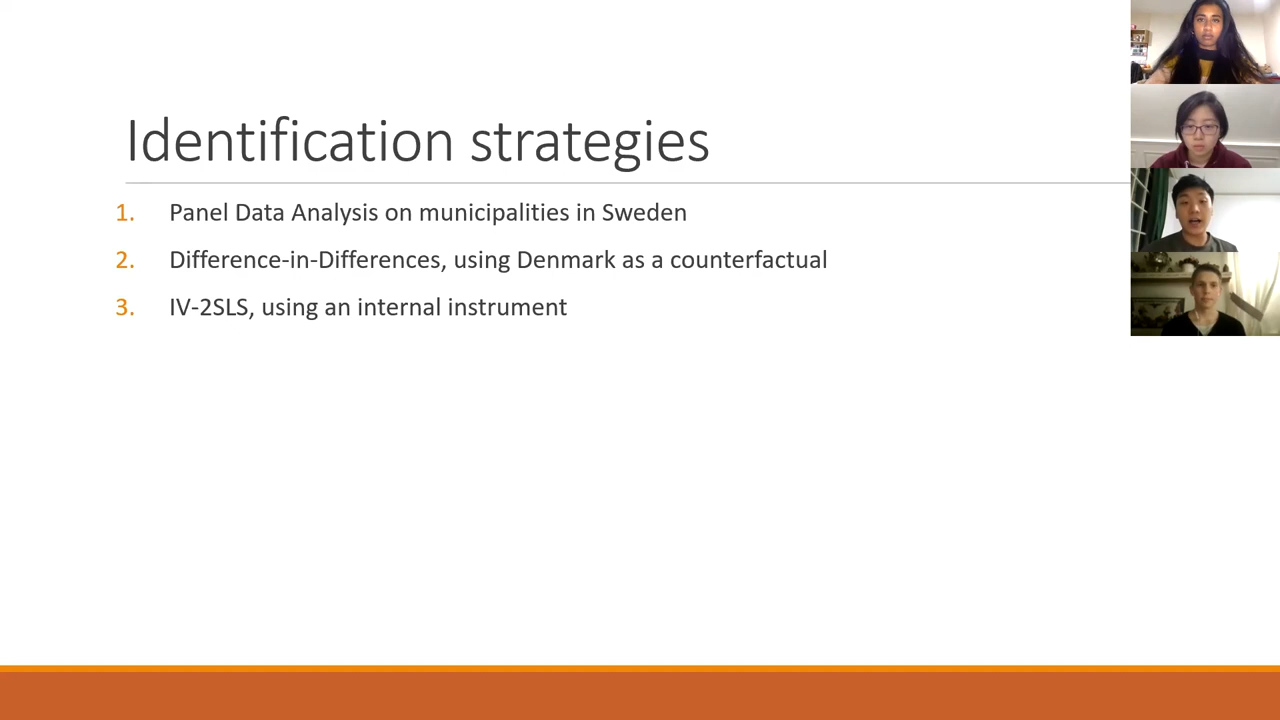 Identification strategies
1. Panel Data Analysis on municipalities in Sweden
2. Difference-in-Differences, using Denmark as a counterfactual
3. IV-2SLS, using an internal instrument